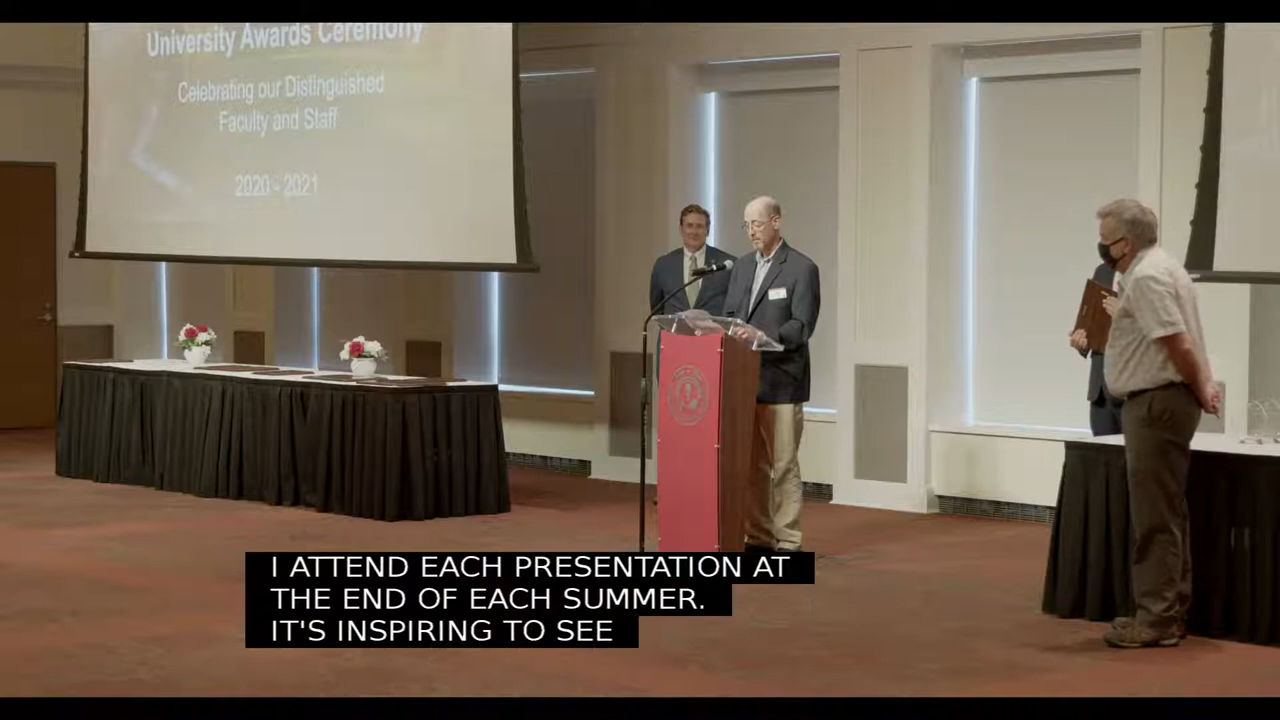 University Awards Ceremony
Celebrating our Distinguished
Faculty and Staff
2020 - 2021
I ATTEND EACH PRESENTATION AT
THE END OF EACH SUMMER.
IT'S INSPIRING TO SEE